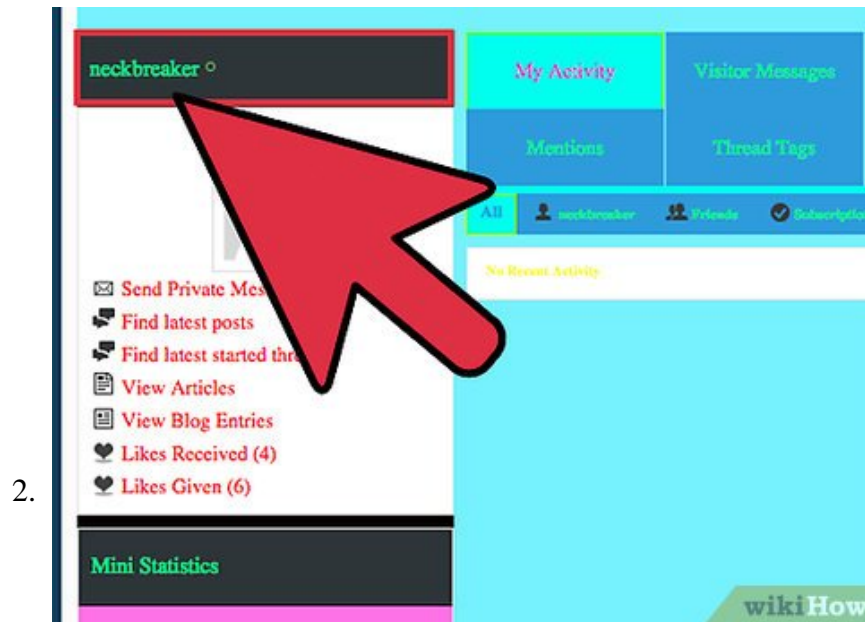 neckbreaker
My Activity
Visitor Messages
Mentions
Thread Tags
All
neckbreaker
Friends
Subscriptio
No Recent Activity
Send Private Mes
Find latest posts
Find latest started thre
View Articles
View Blog Entries
Likes Received (4)
Likes Given (6)
2.
Mini Statistics
wikiHow